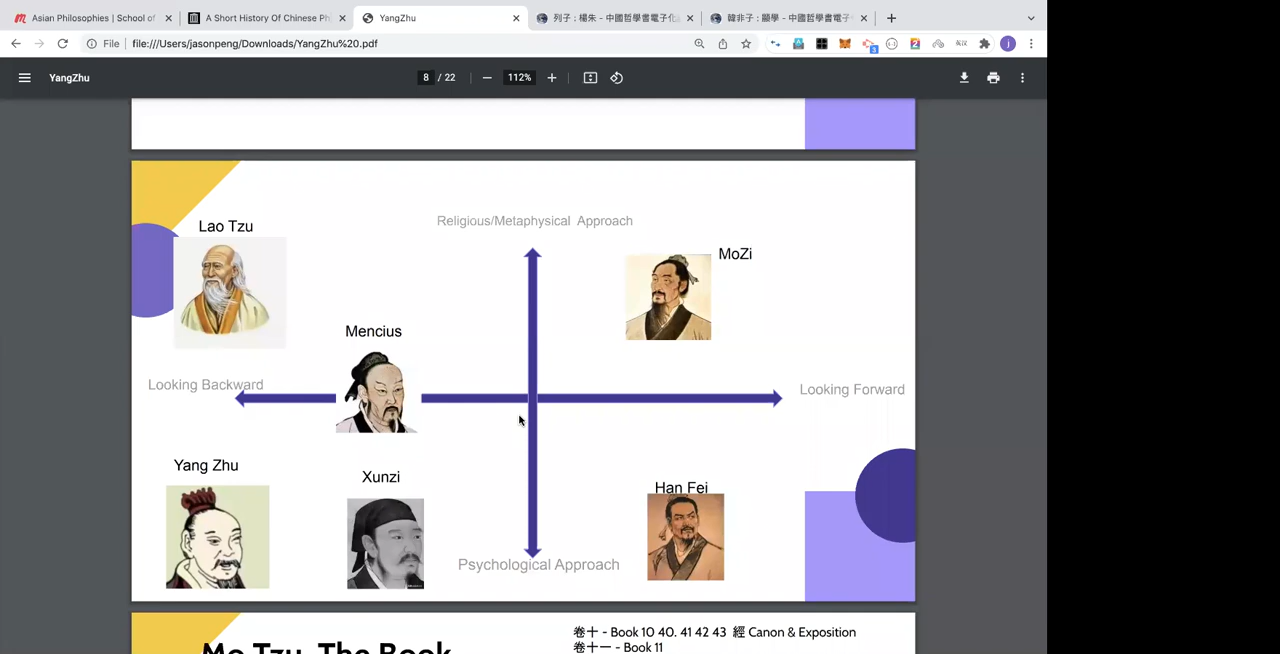 Asian Philosophies | School of
A Short History Of Chinese Ph
YangZhu
列子 : 楊朱 - 中國哲學書電子化
韓非子 : 顯學 - 中國哲學書電子
File
file:///Users/jasonpeng/Downloads/YangZhu%20.pdf
3
2
j
YangZhu
8 / 22
112%
Religious/Metaphysical Approach
Lao Tzu
MoZi
Mencius
Looking Backward
Looking Forward
Yang Zhu
Xunzi
Han Fei
Psychological Approach
Mo Tzu, The Book
卷十 - Book 10 40. 41 42 43 經 Canon & Exposition
卷十一 - Book 11